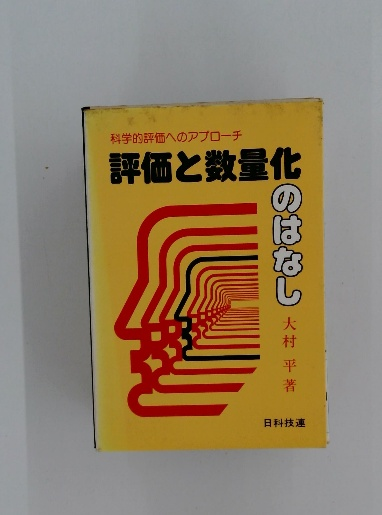 科学的評価へのアプローチ
評価と数量化
のはなし
大村 平 著
日科技連